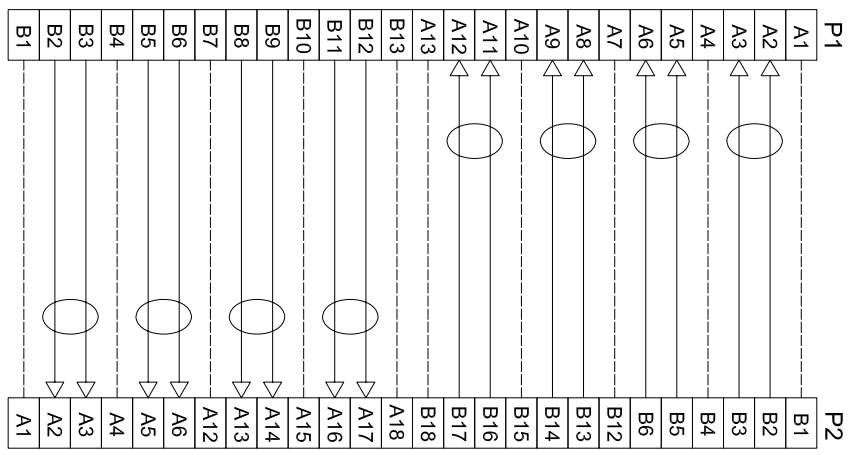 P1 P2
A1 B1
A2 B2
A3 B3
A4 B4
A5 B5
A6 B6
A7 B12
A8 B13
A9 B14
A10 B15
A11 B16
A12 B17
A13 B18
B13 A18
B12 A17
B11 A16
B10 A15
B9 A14
B8 A13
B7 A12
B6 A6
B5 A5
B4 A4
B3 A3
B2 A2
B1 A1